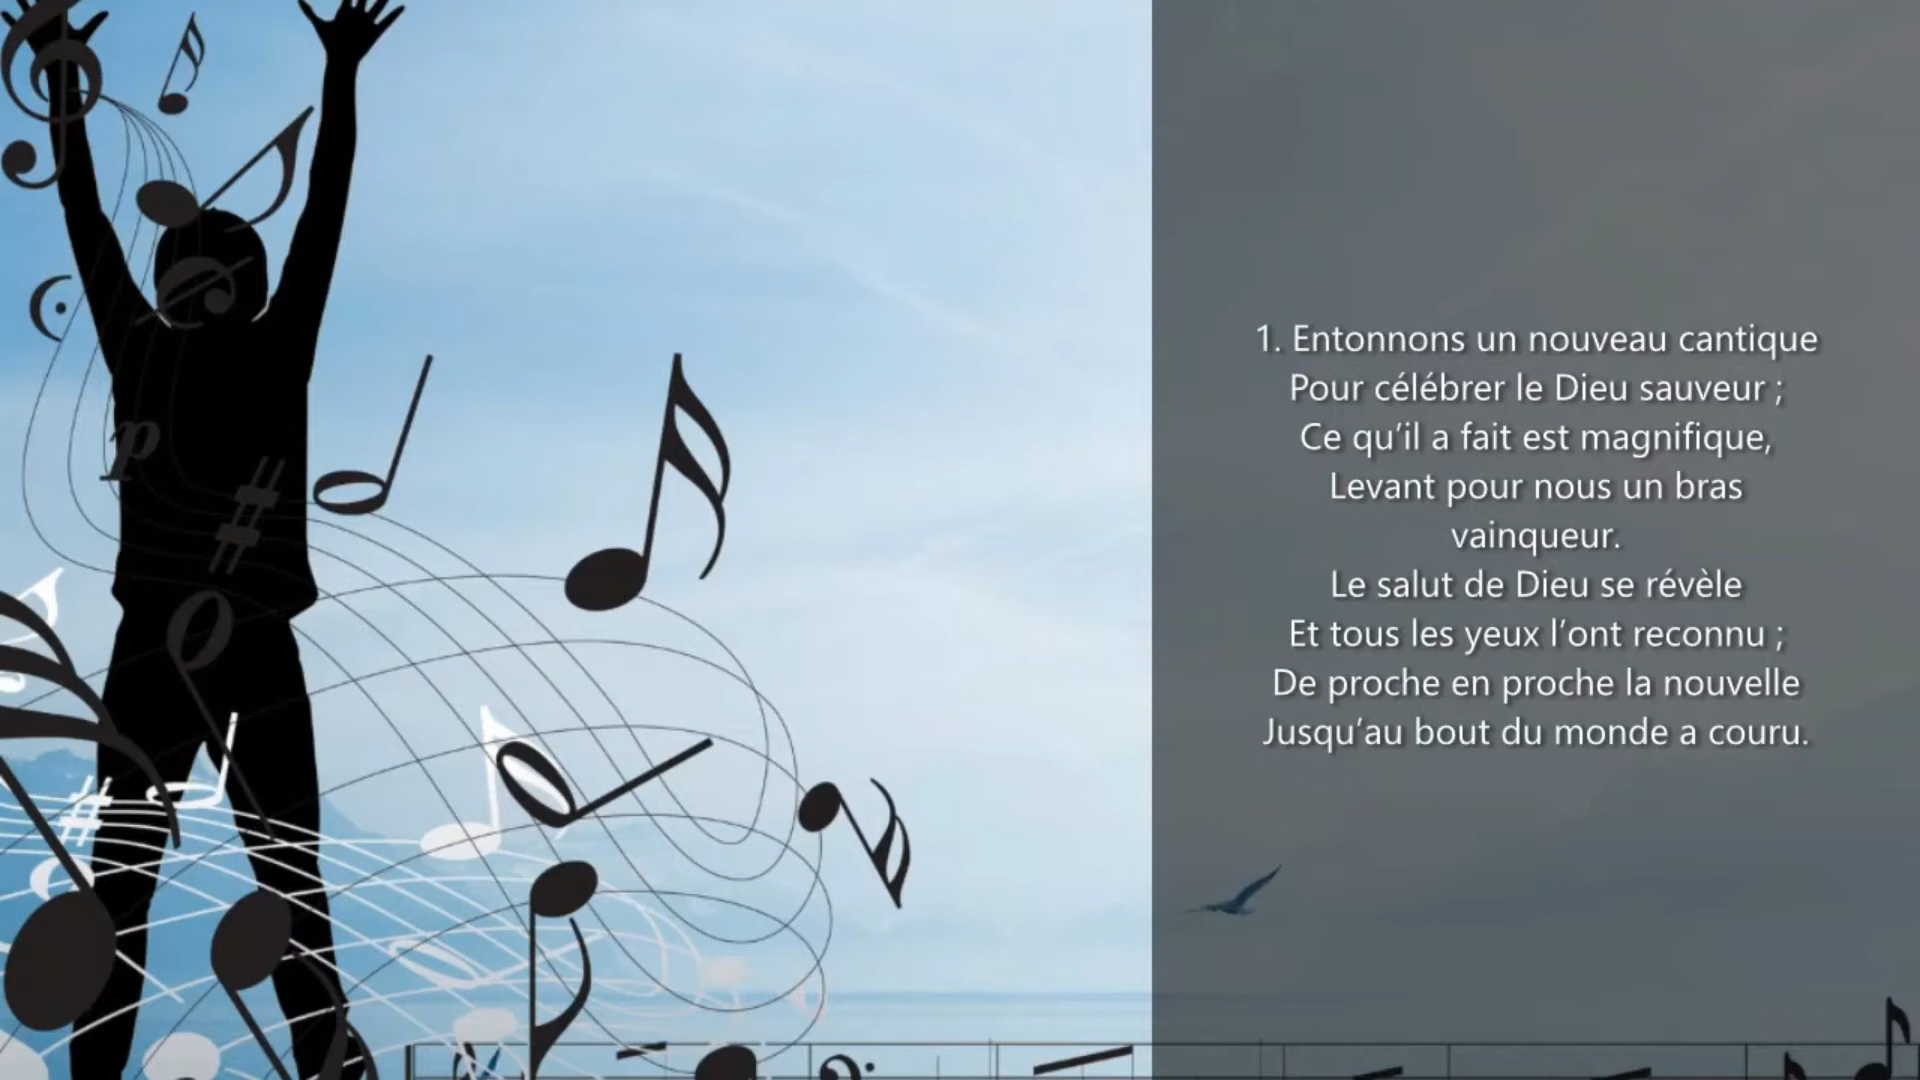 1. Entonnons un nouveau cantique
Pour célébrer le Dieu sauveur ;
Ce qu’il a fait est magnifique,
Levant pour nous un bras
vainqueur.
Le salut de Dieu se révèle
Et tous les yeux l’ont reconnu ;
De proche en proche la nouvelle
Jusqu’au bout du monde a couru.